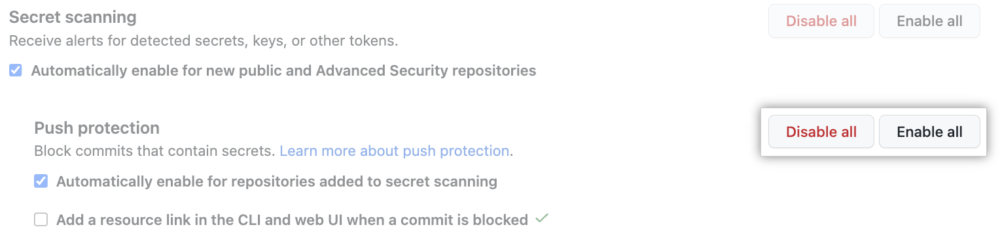 Secret scanning
Disable all
Enable all
Receive alerts for detected secrets, keys, or other tokens.
Automatically enable for new public and Advanced Security repositories
Push protection
Disable all
Enable all
Block commits that contain secrets. Learn more about push protection.
Automatically enable for repositories added to secret scanning
Add a resource link in the CLI and web UI when a commit is blocked